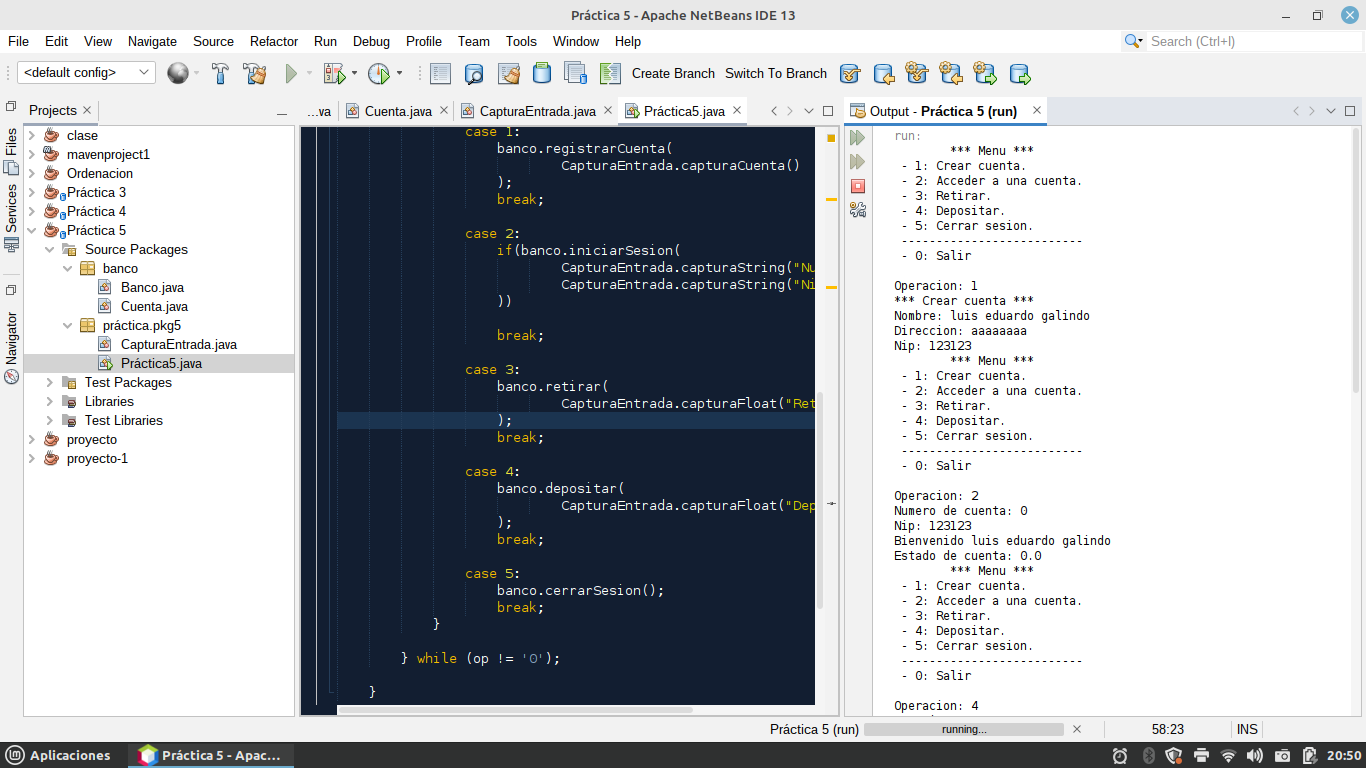 Práctica 5 - Apache NetBeans IDE 13
File Edit View Navigate Source Refactor Run Debug Profile Team Tools Window Help
Search (Ctrl+I)
<default config>
Create Branch Switch To Branch
Files
Services
Navigator
Projects
clase
mavenproject1
Ordenacion
Práctica 3
Práctica 4
Práctica 5
Source Packages
banco
Banco.java
Cuenta.java
práctica.pkg5
CapturaEntrada.java
Práctica5.java
Test Packages
Libraries
Test Libraries
proyecto
proyecto-1
...va Cuenta.java CapturaEntrada.java Práctica5.java
case 1:
banco.registrarCuenta(
CapturaEntrada.capturaCuenta()
);
break;
case 2:
if(banco.iniciarSesion(
CapturaEntrada.capturaString("Nu
CapturaEntrada.capturaString("Ni
))
break;
case 3:
banco.retirar(
CapturaEntrada.capturaFloat("Ret
);
break;
case 4:
banco.depositar(
CapturaEntrada.capturaFloat("Dep
);
break;
case 5:
banco.cerrarSesion();
break;
}
} while (op != '0');
}
Output - Práctica 5 (run)
run:
*** Menu ***
- 1: Crear cuenta.
- 2: Acceder a una cuenta.
- 3: Retirar.
- 4: Depositar.
- 5: Cerrar sesion.
--------------------------
- 0: Salir
Operacion: 1
*** Crear cuenta ***
Nombre: luis eduardo galindo
Direccion: aaaaaaaa
Nip: 123123
*** Menu ***
- 1: Crear cuenta.
- 2: Acceder a una cuenta.
- 3: Retirar.
- 4: Depositar.
- 5: Cerrar sesion.
--------------------------
- 0: Salir
Operacion: 2
Numero de cuenta: 0
Nip: 123123
Bienvenido luis eduardo galindo
Estado de cuenta: 0.0
*** Menu ***
- 1: Crear cuenta.
- 2: Acceder a una cuenta.
- 3: Retirar.
- 4: Depositar.
- 5: Cerrar sesion.
--------------------------
- 0: Salir
Operacion: 4
Práctica 5 (run) running... 58:23 INS
Aplicaciones Práctica 5 - Apac... 20:50